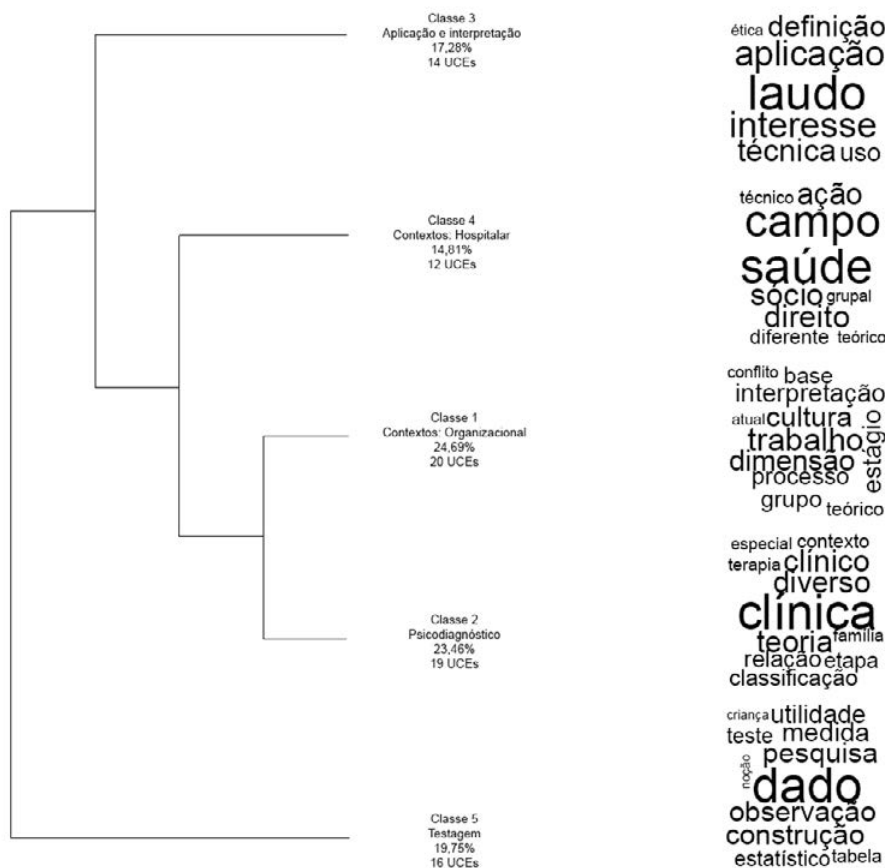 Classe 3
Aplicação e interpretação
17,28%
14 UCEs
ética definição
aplicação
laudo
interesse
técnica uso
Classe 4
Contextos: Hospitalar
14,81%
12 UCEs
técnico ação
campo
saúde
sócio grupal
direito
diferente teórico
Classe 1
Contextos: Organizacional
24,69%
20 UCEs
conflito base
interpretação
atual cultura
trabalho
dimensão
processo
estágio
grupo teórico
Classe 2
Psicodiagnóstico
23,46%
19 UCEs
especial contexto
terapia clínico
diverso
clínica
teoria família
relação etapa
classificação
Classe 5
Testagem
19,75%
16 UCEs
criança utilidade
teste medida
noção
pesquisa
dado
observação
construção
estatístico tabela